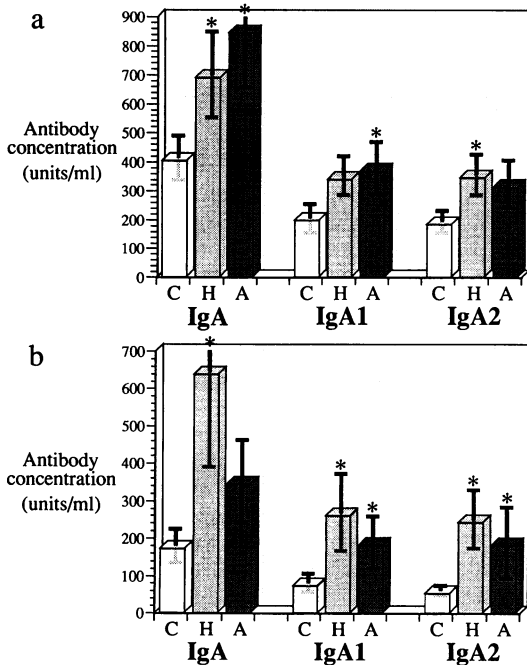 a
900
*
*
800
700
600
Antibody
concentration
(units/ml)
500
*
*
400
300
200
100
0
C H A C H A C H A
IgA IgA1 IgA2
b
700
*
600
500
Antibody
concentration
(units/ml)
*
*
400
*
*
300
200
100
0
C H A C H A C H A
IgA IgA1 IgA2